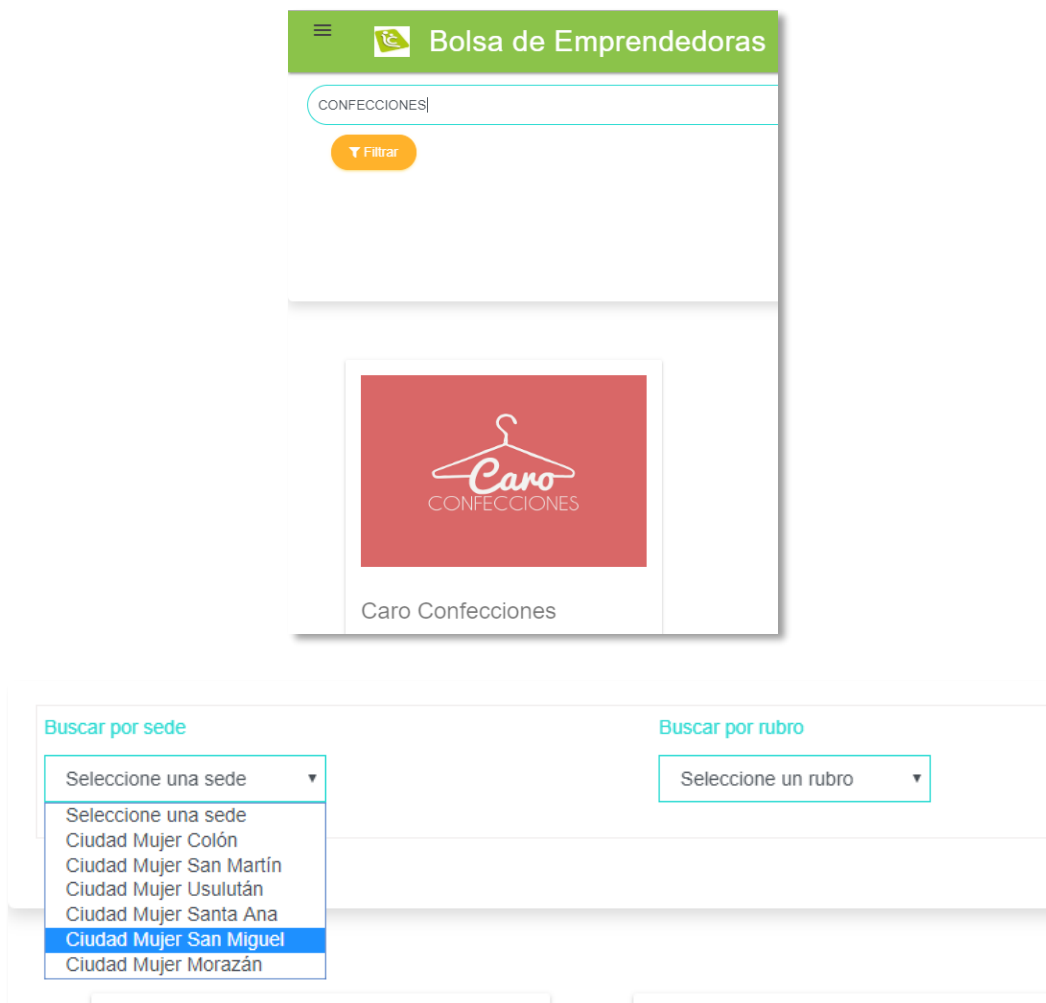 Bolsa de Emprendedoras
CONFECCIONES
Filtrar
Caro
CONFECCIONES
Caro Confecciones
Buscar por sede
Buscar por rubro
Seleccione una sede
Seleccione un rubro
Seleccione una sede
Ciudad Mujer Colón
Ciudad Mujer San Martín
Ciudad Mujer Usulután
Ciudad Mujer Santa Ana
Ciudad Mujer San Miguel
Ciudad Mujer Morazán